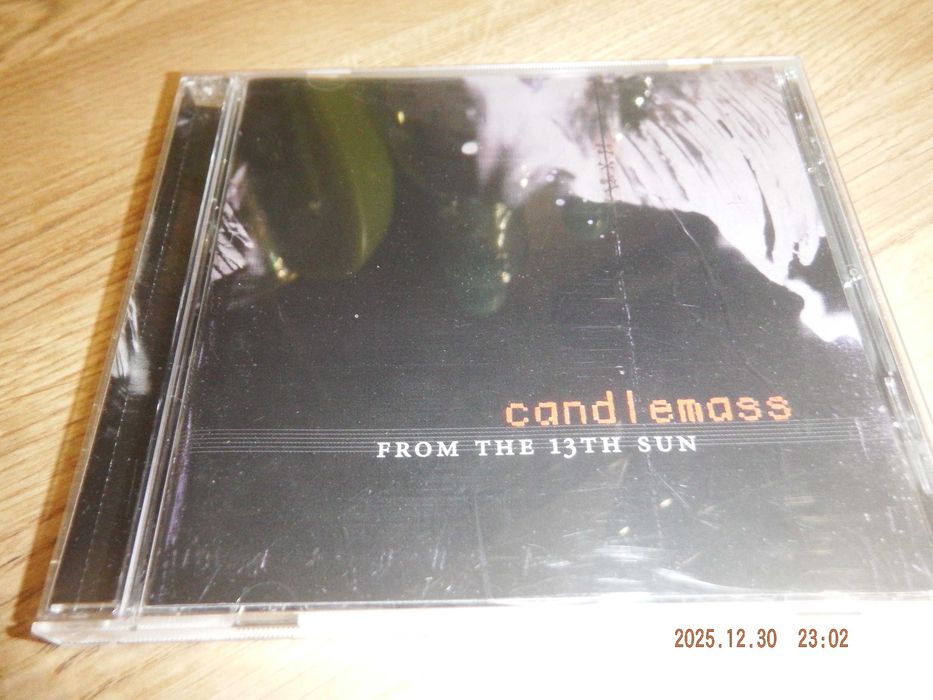 candlemass
FROM THE 13TH SUN
2025.12.30 23:02